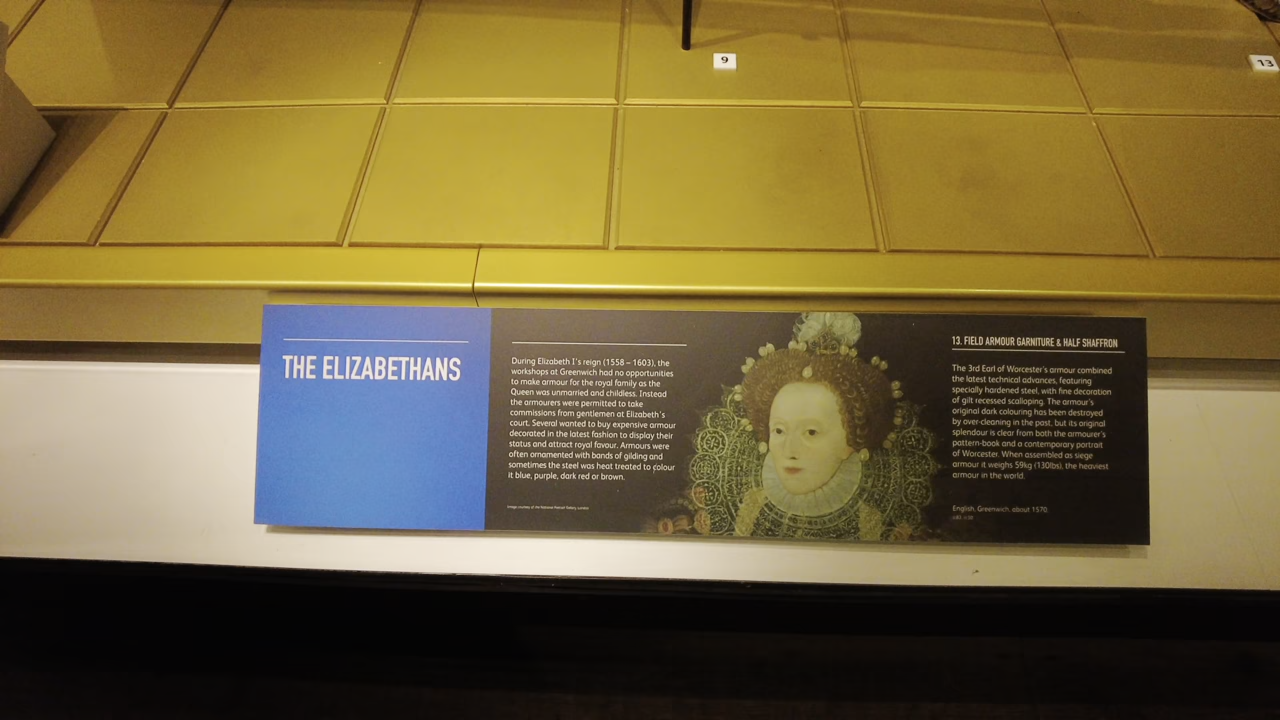 9
13
THE ELIZABETHANS
During Elizabeth I's reign (1558 – 1603), the
workshops at Greenwich had no opportunities
to make armour for the royal family as the
Queen was unmarried and childless. Instead
the armourers were permitted to take
commissions from gentlemen at Elizabeth's
court. Several wanted to buy expensive armour
decorated in the latest fashion to display their
status and attract royal favour. Armours were
often ornamented with bands of gilding and
sometimes the steel was heat treated to colour
it blue, purple, dark red or brown.
Image courtesy of the National Portrait Gallery, London
13. FIELD ARMOUR GARNITURE & HALF SHAFFRON
The 3rd Earl of Worcester's armour combined
the latest technical advances, featuring
specially hardened steel, with fine decoration
of gilt recessed scalloping. The armour's
original dark colouring has been destroyed
by over-cleaning in the past, but its original
splendour is clear from both the armourer's
pattern-book and a contemporary portrait
of Worcester. When assembled as siege
armour it weighs 59kg (130lbs), the heaviest
armour in the world.
English, Greenwich, about 1570.